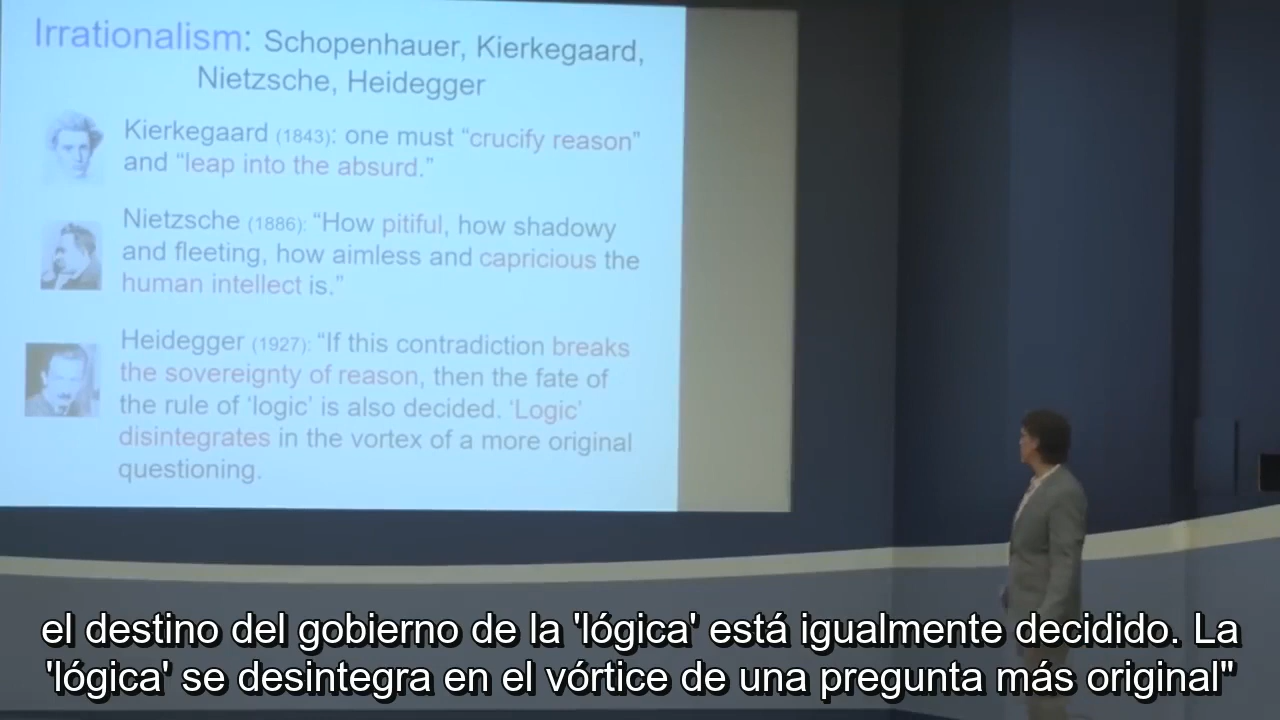 Irrationalism: Schopenhauer, Kierkegaard,
Nietzsche, Heidegger
Kierkegaard (1843): one must “crucify reason”
and “leap into the absurd.”
Nietzsche (1886): “How pitiful, how shadowy
and fleeting, how aimless and capricious the
human intellect is.”
Heidegger (1927): “If this contradiction breaks
the sovereignty of reason, then the fate of
the rule of ‘logic’ is also decided. ‘Logic’
disintegrates in the vortex of a more original
questioning.
el destino del gobierno de la 'lógica' está igualmente decidido. La
'lógica' se desintegra en el vórtice de una pregunta más original"